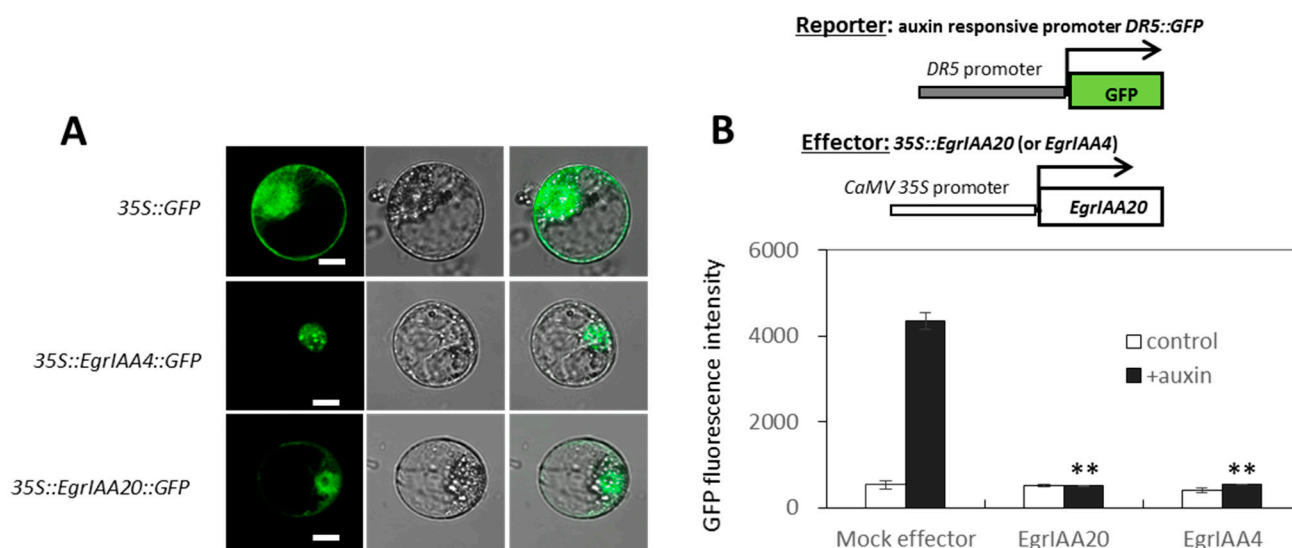 A
35S::GFP
35S::EgrIAA4::GFP
35S::EgrIAA20::GFP
Reporter: auxin responsive promoter DR5::GFP
DR5 promoter
GFP
B
Effector: 35S::EgrIAA20 (or EgrIAA4)
CaMV 35S promoter
EgrIAA20
GFP fluorescence intensity
6000
4000
2000
0
control
+auxin
**
**
Mock effector
EgrIAA20
EgrIAA4